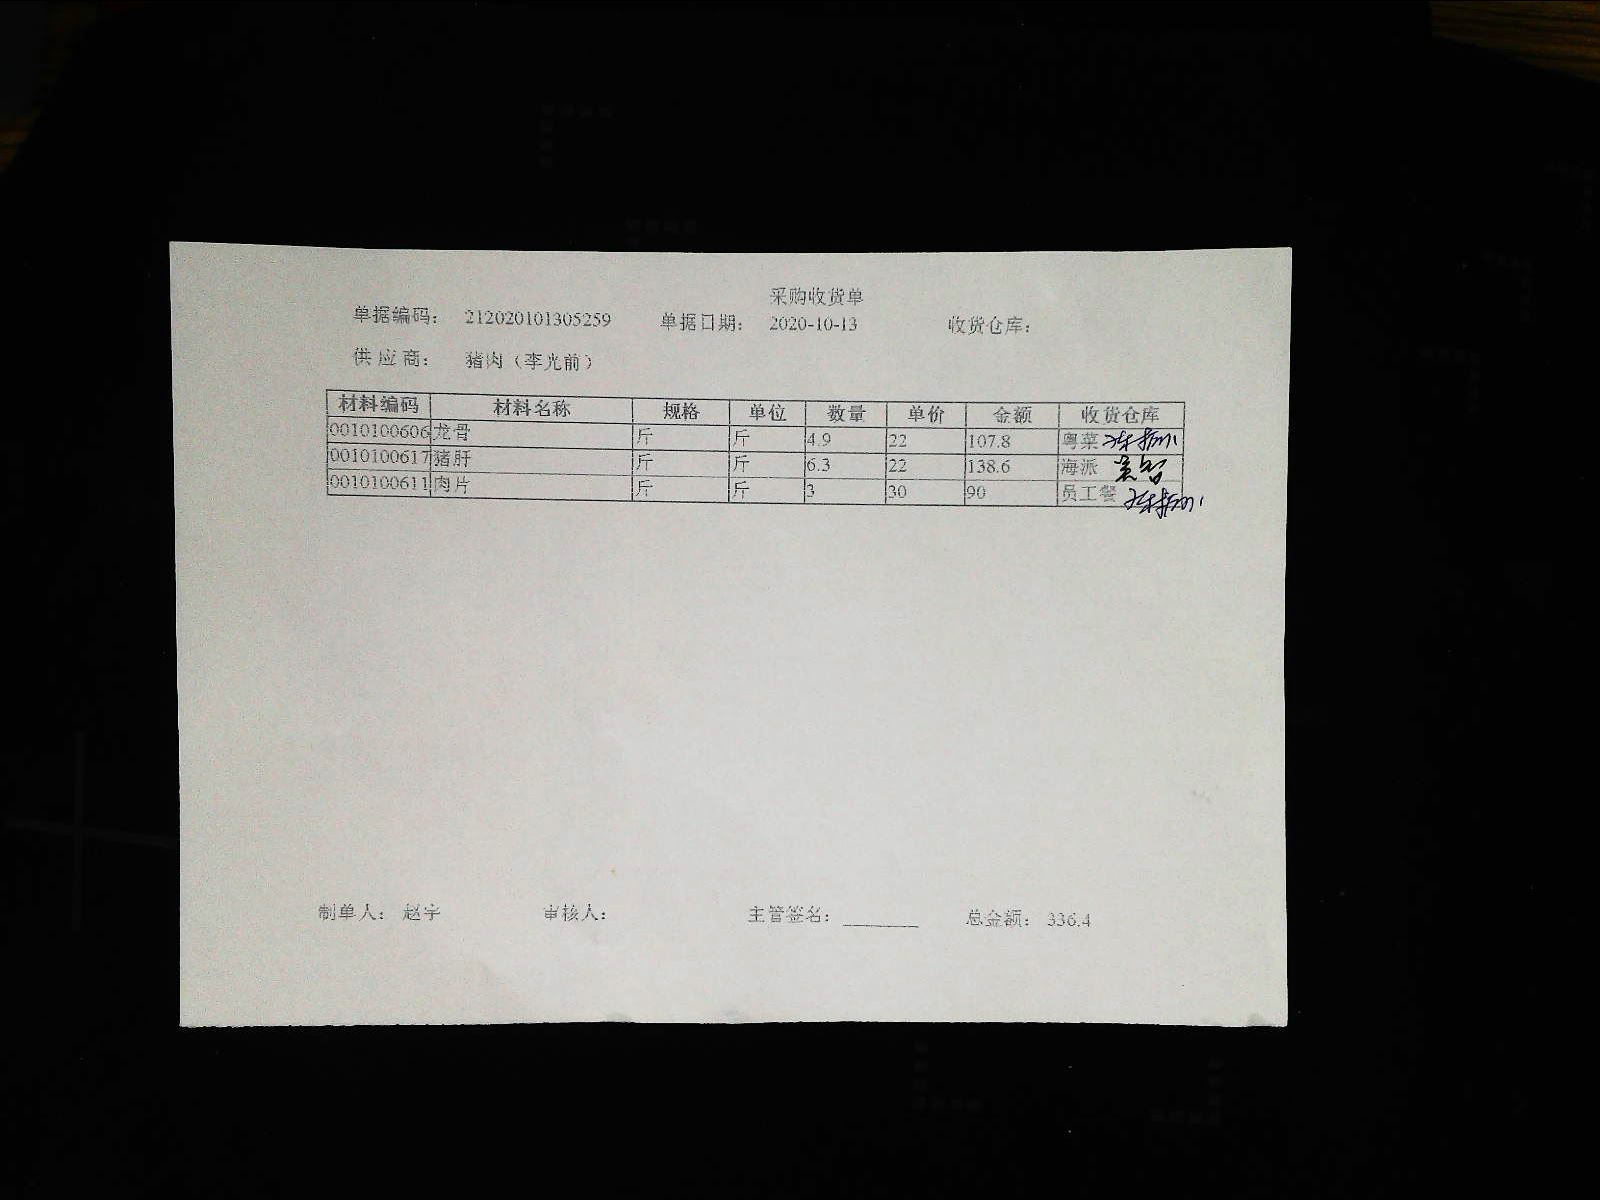 采购收货单
单据编码： 212020101305259 单据日期： 2020-10-13 收货仓库：
供 应 商： 猪肉（李光前）
材料编码 材料名称 规格 单位 数量 单价 金额 收货仓库
0010100606 龙骨 斤 斤 4.9 22 107.8 粤菜
0010100617 猪肝 斤 斤 6.3 22 138.6 海派
0010100611 肉片 斤 斤 3 30 90 员工餐
制单人： 赵宇 审核人： 主管签名： 总金额： 336.4